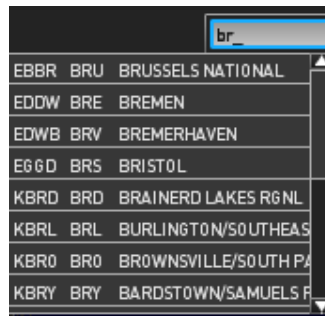 br_
EBBR BRU BRUSSELS NATIONAL
EDDW BRE BREMEN
EDWB BRV BREMERHAVEN
EGGD BRS BRISTOL
KBRD BRD BRAINERD LAKES RGNL
KBRL BRL BURLINGTON/SOUTHEAS
KBRO BRO BROWNSVILLE/SOUTH PA
KBRY BRY BARDSTOWN/SAMUELS F